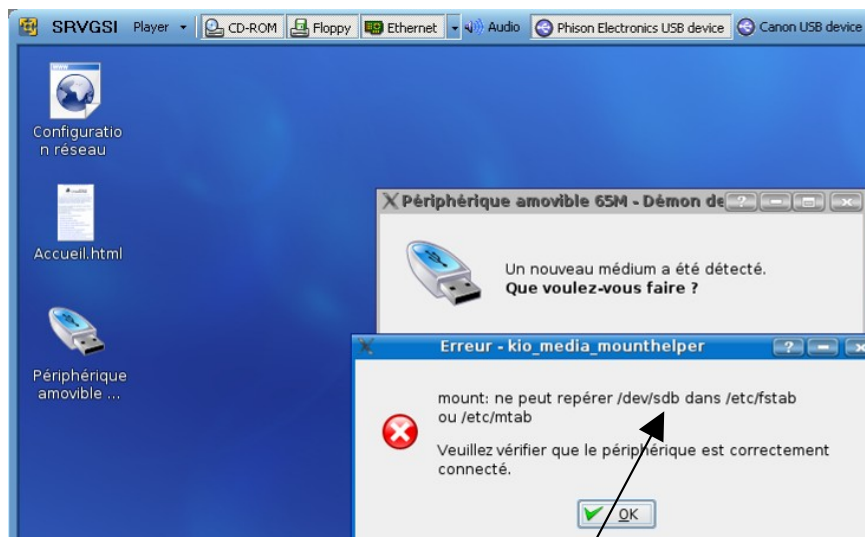 SRVGSI Player CD-ROM Floppy Ethernet Audio Phison Electronics USB device Canon USB device
Configuratio
n réseau
Accueil.html
Périphérique
amovible ...
Périphérique amovible 65M - Démon de
Un nouveau médium a été détecté.
Que voulez-vous faire ?
Erreur - kio_media_mounthelper
mount: ne peut repérer /dev/sdb dans /etc/fstab
ou /etc/mtab
Veuillez vérifier que le périphérique est correctement
connecté.
OK